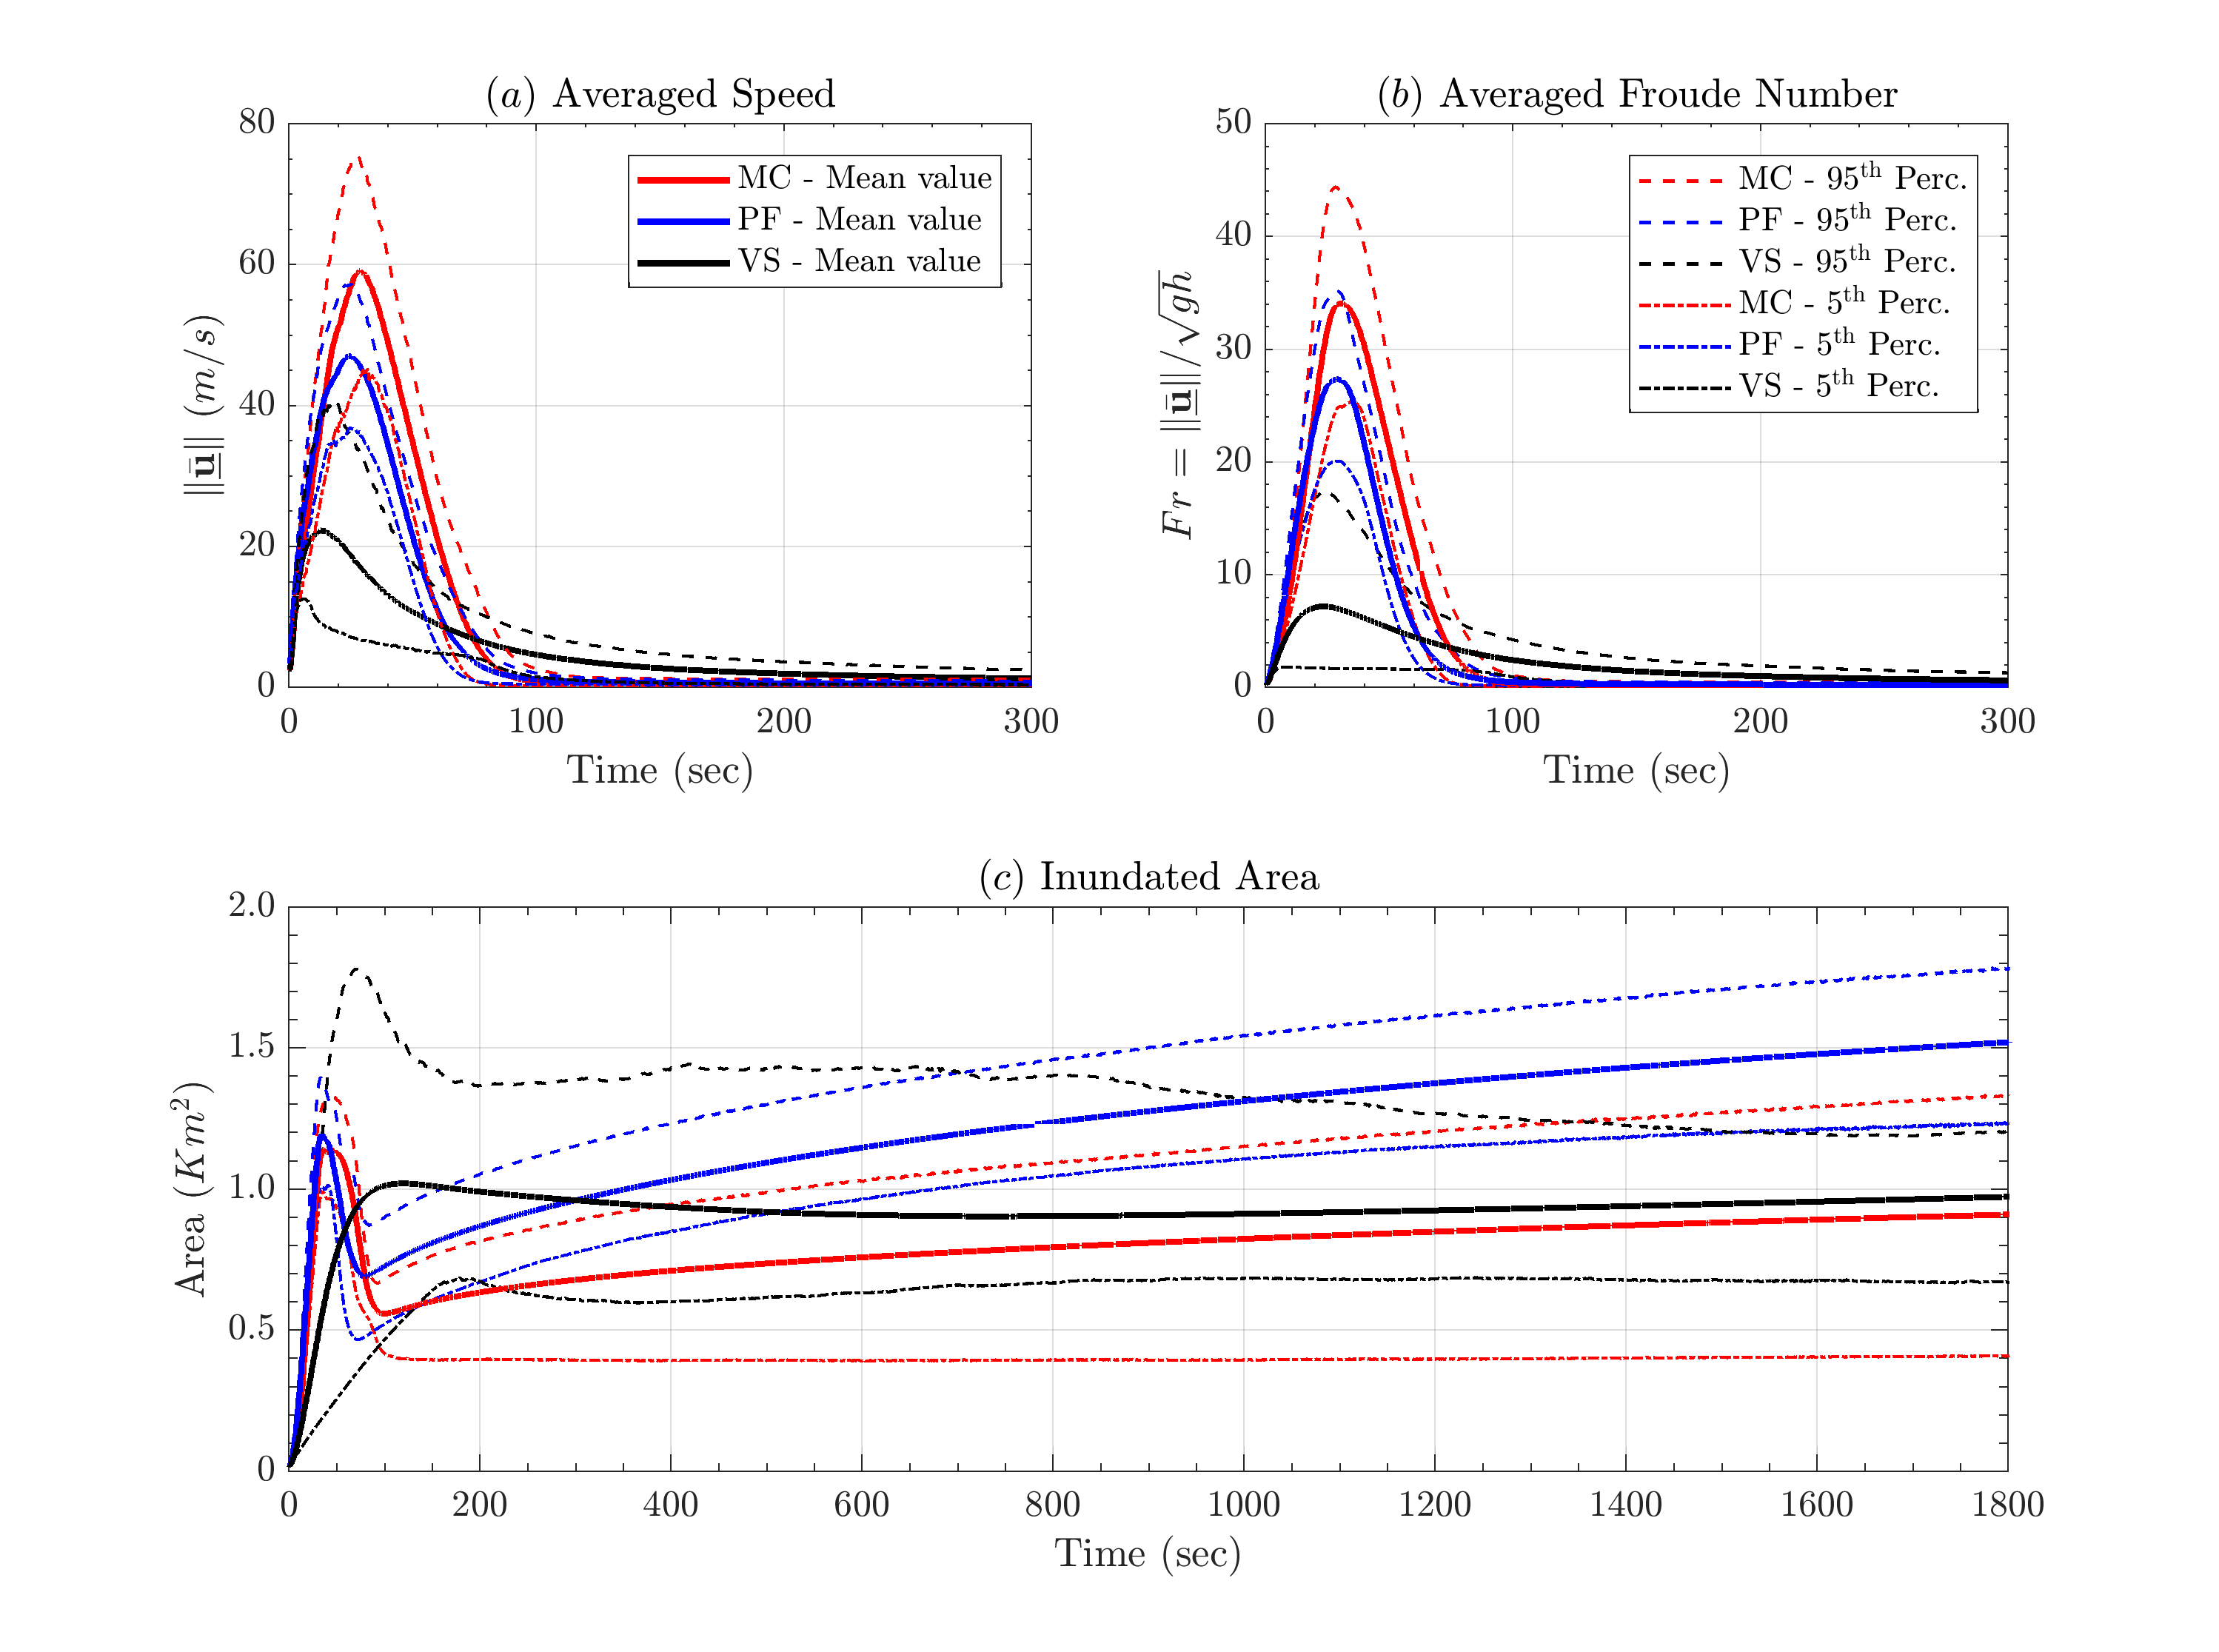 (a) Averaged Speed
80
60
40
20
0
0 100 200 300
||ū|| (m/s)
Time (sec)
MC - Mean value
PF - Mean value
VS - Mean value
(b) Averaged Froude Number
50
40
30
20
10
0
0 100 200 300
Fr = ||ū||/√gh
Time (sec)
MC - 95th Perc.
PF - 95th Perc.
VS - 95th Perc.
MC - 5th Perc.
PF - 5th Perc.
VS - 5th Perc.
(c) Inundated Area
2.0
1.5
1.0
0.5
0
0 200 400 600 800 1000 1200 1400 1600 1800
Area (Km²)
Time (sec)